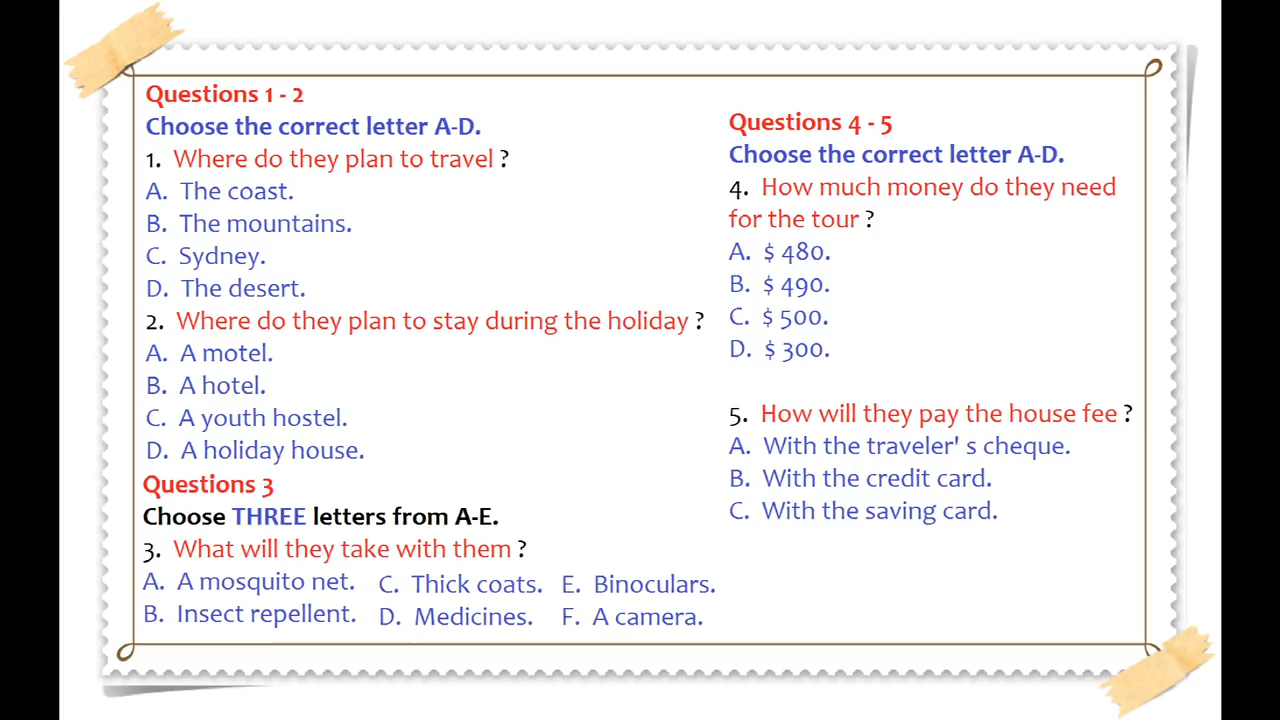 Questions 1 - 2
Choose the correct letter A-D.
1. Where do they plan to travel ?
A. The coast.
B. The mountains.
C. Sydney.
D. The desert.
2. Where do they plan to stay during the holiday ?
A. A motel.
B. A hotel.
C. A youth hostel.
D. A holiday house.
Questions 3
Choose THREE letters from A-E.
3. What will they take with them ?
A. A mosquito net. C. Thick coats. E. Binoculars.
B. Insect repellent. D. Medicines. F. A camera.
Questions 4 - 5
Choose the correct letter A-D.
4. How much money do they need
for the tour ?
A. $ 480.
B. $ 490.
C. $ 500.
D. $ 300.
5. How will they pay the house fee ?
A. With the traveler' s cheque.
B. With the credit card.
C. With the saving card.